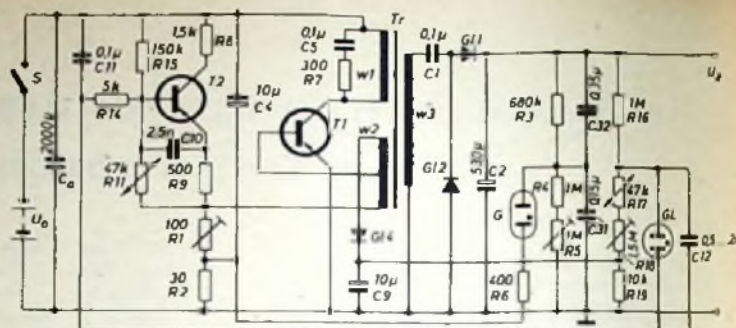 S
U₀
2000µ
Cₐ
0,1µ
C11
150k
R15
1,5k
R8
T2
5k
R14
2,5n
C10
47k
R11
500
R9
100
R1
30
R2
10µ
C4
T1
0,1µ
C5
300
R7
w1
w2
Tr
w3
Gl4
10µ
C9
0,1µ
C1
Gl1
Gl2
530µ
C2
400
R6
G
680k
R3
R4
1M
1M
R5
0,35µ
C32
0,15µ
C31
1M
R16
47k
R17
1,5M
R18
10k
R19
GL
0,5
C12